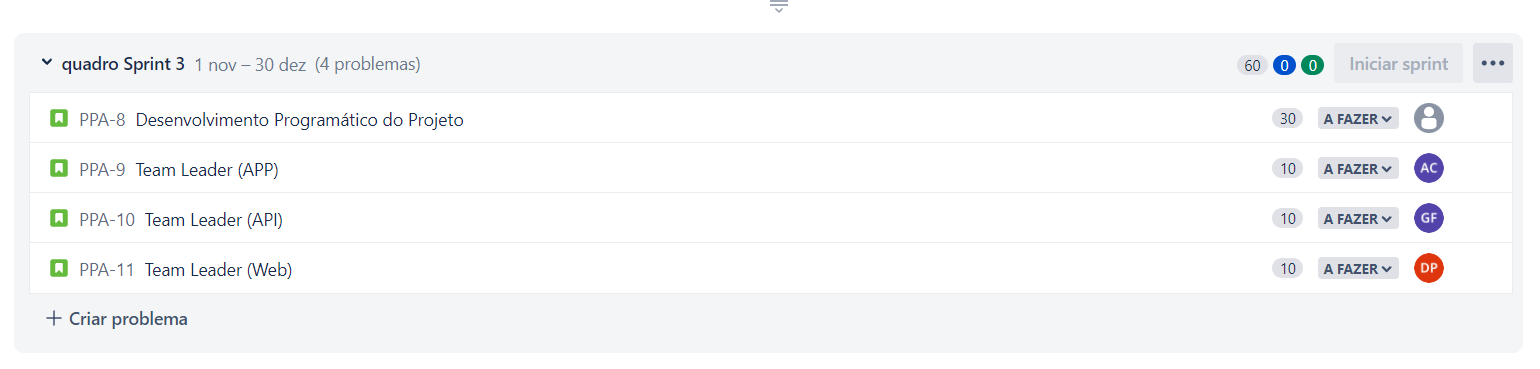 quadro Sprint 3 1 nov – 30 dez (4 problemas) 60 0 0 Iniciar sprint
PPA-8 Desenvolvimento Programático do Projeto 30 A FAZER
PPA-9 Team Leader (APP) 10 A FAZER AC
PPA-10 Team Leader (API) 10 A FAZER GF
PPA-11 Team Leader (Web) 10 A FAZER DP
Criar problema